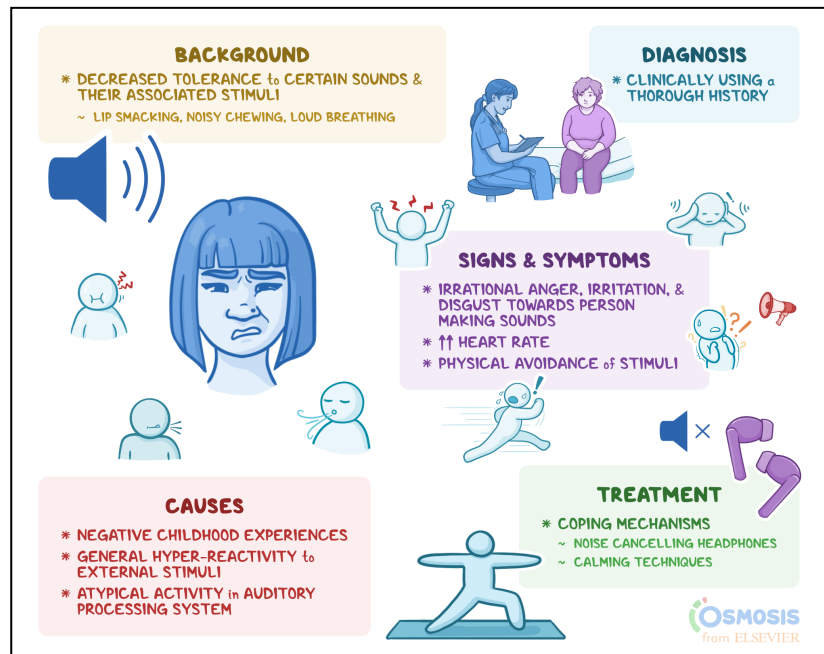 BACKGROUND
* DECREASED TOLERANCE to CERTAIN SOUNDS &
THEIR ASSOCIATED STIMULI
~ LIP SMACKING, NOISY CHEWING, LOUD BREATHING
DIAGNOSIS
* CLINICALLY USING a
THOROUGH HISTORY
SIGNS & SYMPTOMS
* IRRATIONAL ANGER, IRRITATION, &
DISGUST TOWARDS PERSON
MAKING SOUNDS
* ↑↑ HEART RATE
* PHYSICAL AVOIDANCE of STIMULI
CAUSES
* NEGATIVE CHILDHOOD EXPERIENCES
* GENERAL HYPER-REACTIVITY to
EXTERNAL STIMULI
* ATYPICAL ACTIVITY in AUDITORY
PROCESSING SYSTEM
TREATMENT
* COPING MECHANISMS
~ NOISE CANCELLING HEADPHONES
~ CALMING TECHNIQUES
OSMOSIS
from ELSEVIER